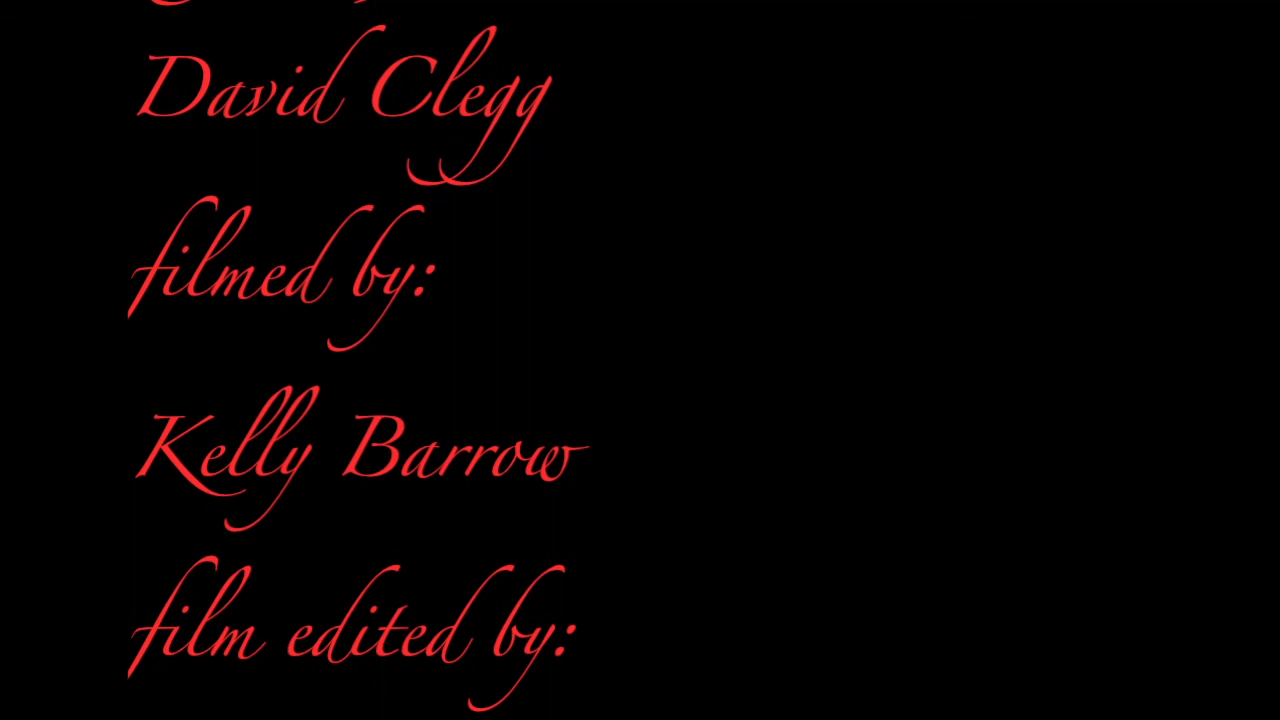 David Clegg
filmed by:
Kelly Barrow
film edited by: